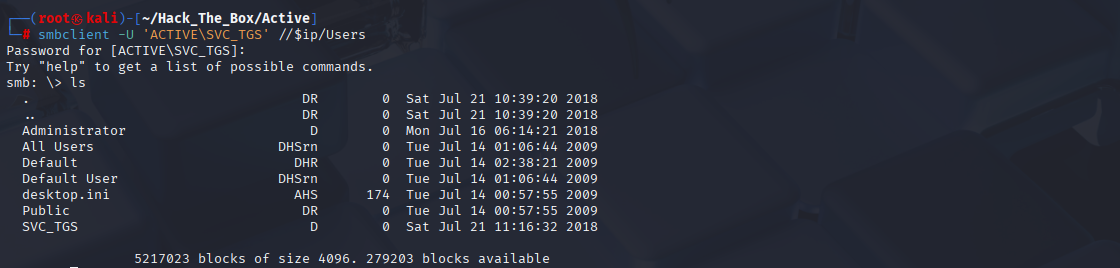 ┌──(root㉿kali)-[~/Hack_The_Box/Active]
└─# smbclient -U 'ACTIVE\SVC_TGS' //$ip/Users
Password for [ACTIVE\SVC_TGS]:
Try "help" to get a list of possible commands.
smb: \> ls
  .                                  DR        0  Sat Jul 21 10:39:20 2018
  ..                                 DR        0  Sat Jul 21 10:39:20 2018
  Administrator                       D        0  Mon Jul 16 06:14:21 2018
  All Users                       DHSrn        0  Tue Jul 14 01:06:44 2009
  Default                           DHR        0  Tue Jul 14 02:38:21 2009
  Default User                    DHSrn        0  Tue Jul 14 01:06:44 2009
  desktop.ini                       AHS      174  Tue Jul 14 00:57:55 2009
  Public                             DR        0  Tue Jul 14 00:57:55 2009
  SVC_TGS                             D        0  Sat Jul 21 11:16:32 2018
                5217023 blocks of size 4096. 279203 blocks available